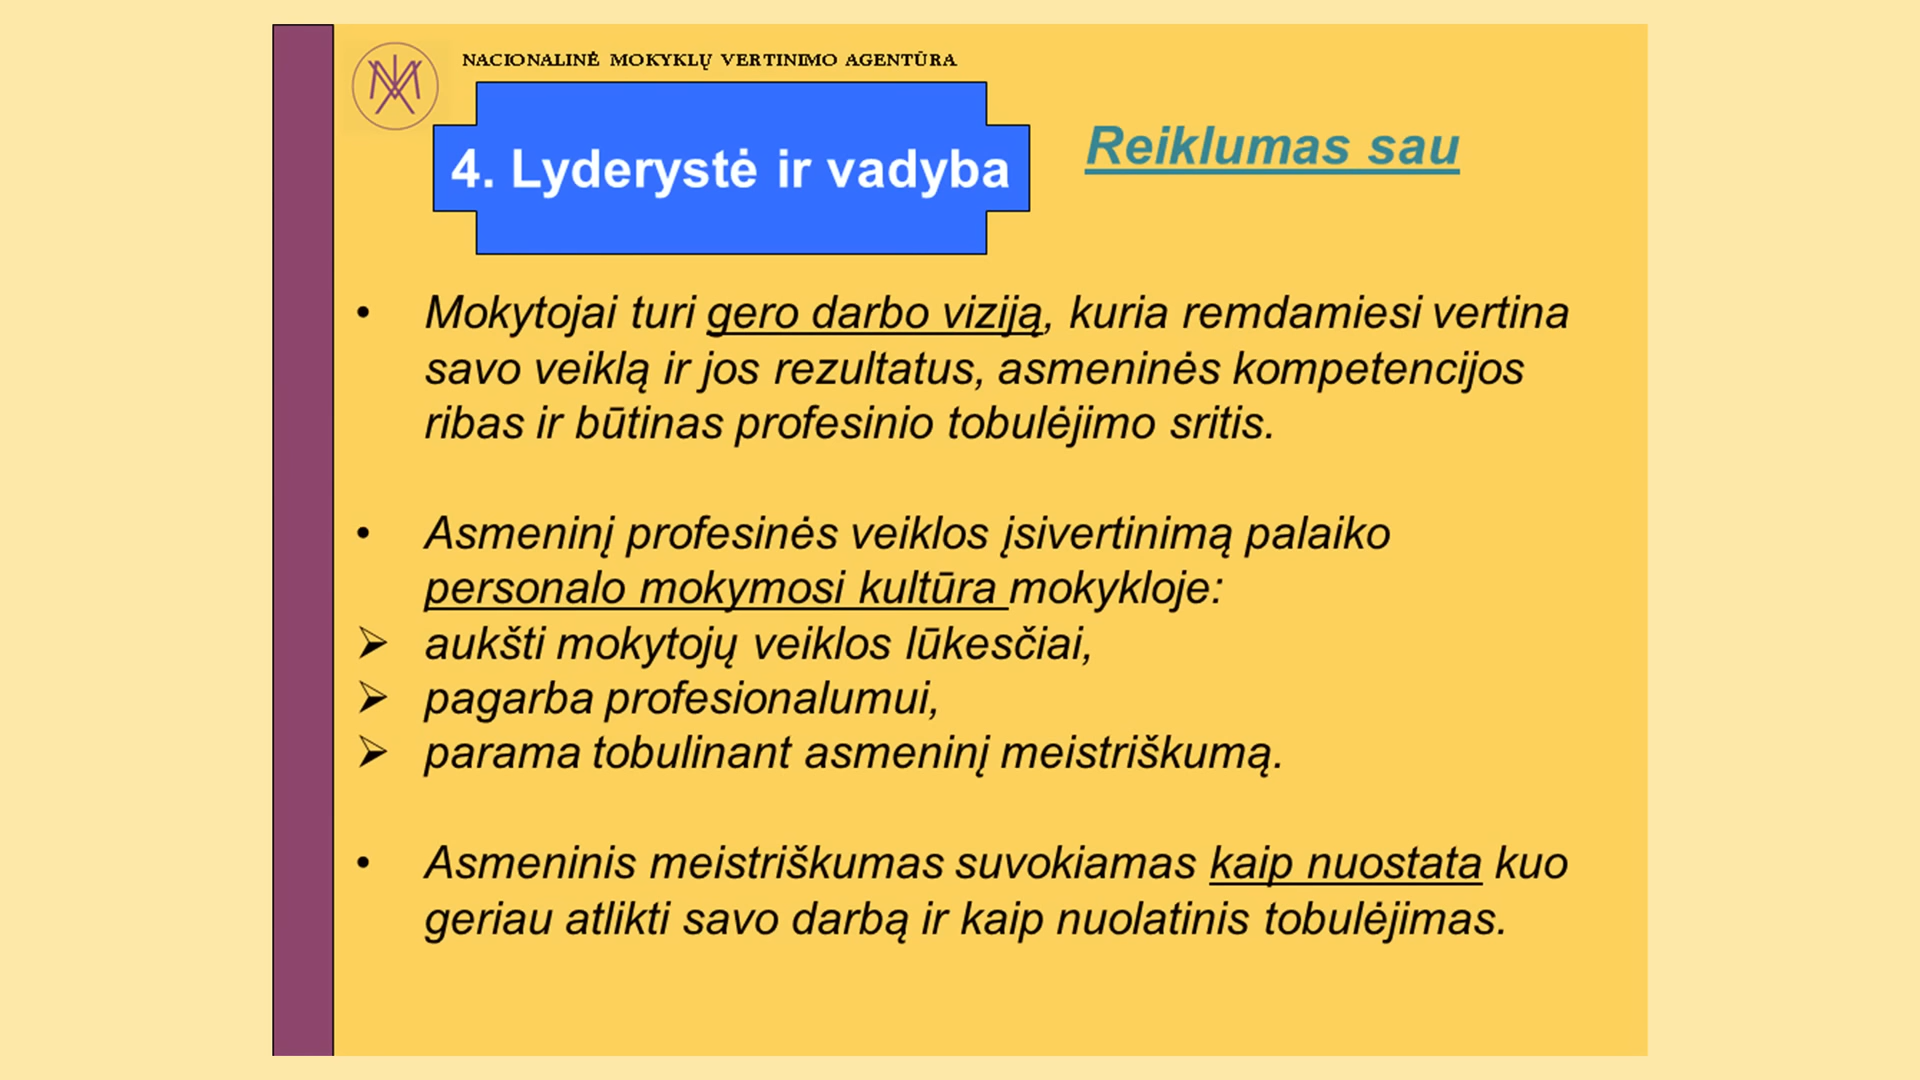 NACIONALINĖ MOKYKLŲ VERTINIMO AGENTŪRA
4. Lyderystė ir vadyba
Reiklumas sau
• Mokytojai turi gero darbo viziją, kuria remdamiesi vertina
savo veiklą ir jos rezultatus, asmeninės kompetencijos
ribas ir būtinas profesinio tobulėjimo sritis.
• Asmeninį profesinės veiklos įsivertinimą palaiko
personalo mokymosi kultūra mokykloje:
➢ aukšti mokytojų veiklos lūkesčiai,
➢ pagarba profesionalumui,
➢ parama tobulinant asmeninį meistriškumą.
• Asmeninis meistriškumas suvokiamas kaip nuostata kuo
geriau atlikti savo darbą ir kaip nuolatinis tobulėjimas.